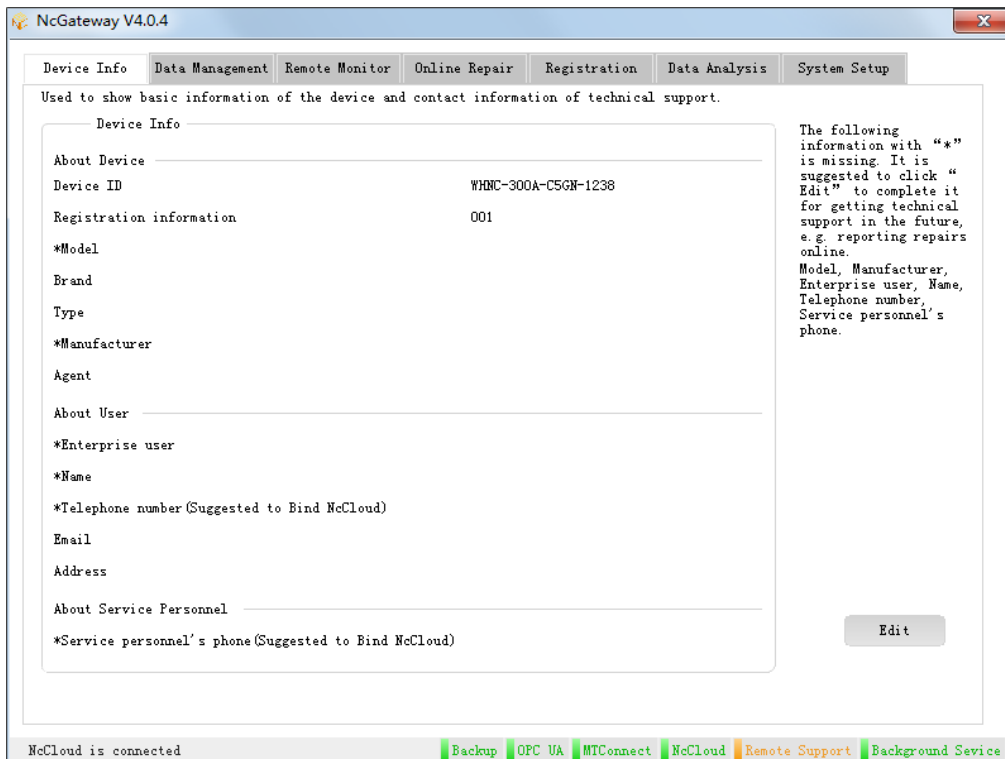 NcGateway V4.0.4
Device Info Data Management Remote Monitor Online Repair Registration Data Analysis System Setup
Used to show basic information of the device and contact information of technical support.
Device Info
About Device
Device ID WHNC-300A-C5GN-1238
Registration information 001
*Model
Brand
Type
*Manufacturer
Agent
About User
*Enterprise user
*Name
*Telephone number(Suggested to Bind NcCloud)
Email
Address
About Service Personnel
*Service personnel's phone(Suggested to Bind NcCloud)
The following
information with “*”
is missing. It is
suggested to click “
Edit” to complete it
for getting technical
support in the future,
e.g. reporting repairs
online.
Model, Manufacturer,
Enterprise user, Name,
Telephone number,
Service personnel's
phone.
Edit
NcCloud is connected Backup OPC UA MTConnect NcCloud Remote Support Background Sevice